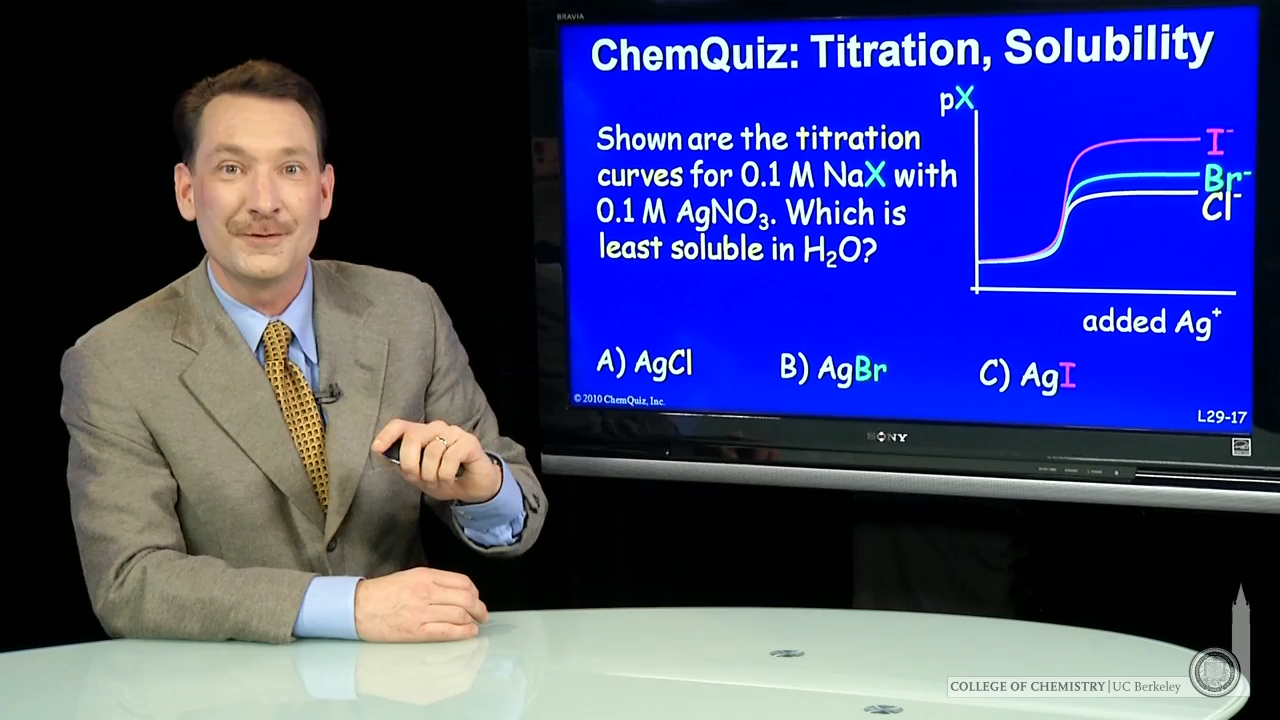 BRAVIA
ChemQuiz: Titration, Solubility
pX
Shown are the titration
curves for 0.1 M NaX with
0.1 M AgNO₃. Which is
least soluble in H₂O?
I⁻
Br⁻
Cl⁻
added Ag⁺
A) AgCl
B) AgBr
C) AgI
© 2010 ChemQuiz, Inc.
L29-17
SONY
COLLEGE OF CHEMISTRY | UC Berkeley